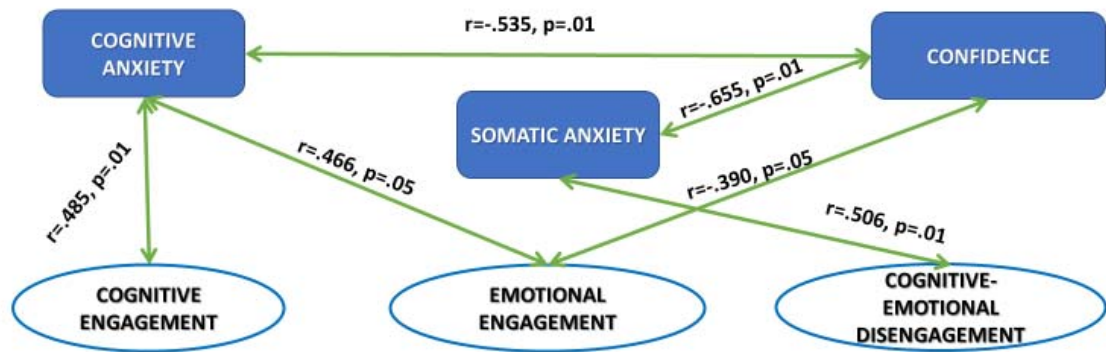 r=-.535, p=.01
COGNITIVE
ANXIETY
CONFIDENCE
r=-.655, p=.01
SOMATIC ANXIETY
r=.485, p=.01
r=.466, p=.05
r=-.390, p=.05
r=.506, p=.01
COGNITIVE
ENGAGEMENT
EMOTIONAL
ENGAGEMENT
COGNITIVE-
EMOTIONAL
DISENGAGEMENT